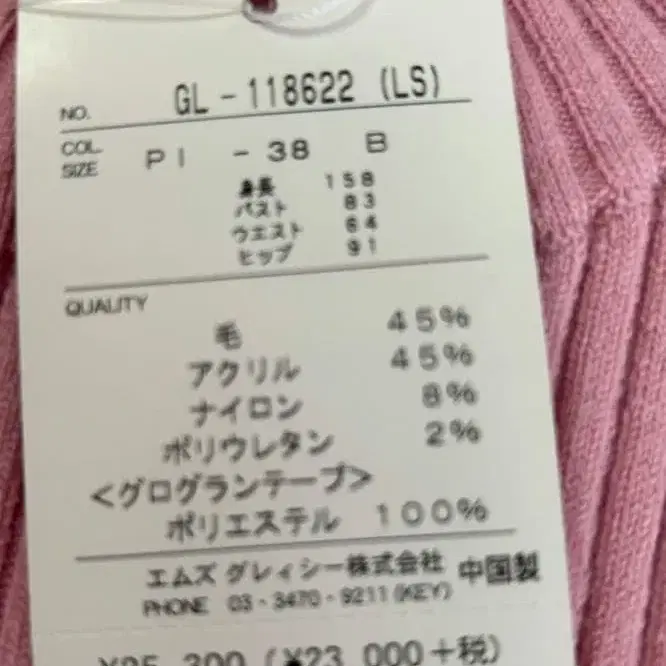 NO. GL-118622 (LS)
COL. SIZE PI -38 B
身長 158
バスト 83
ウエスト 64
ヒップ 91
QUALITY
毛 45%
アクリル 45%
ナイロン 8%
ポリウレタン 2%
<グログランテープ>
ポリエステル 100%
エムズ グレィシー株式会社 中国製
PHONE 03-3470-9211(KEY)
¥25,300 (¥23,000+税)